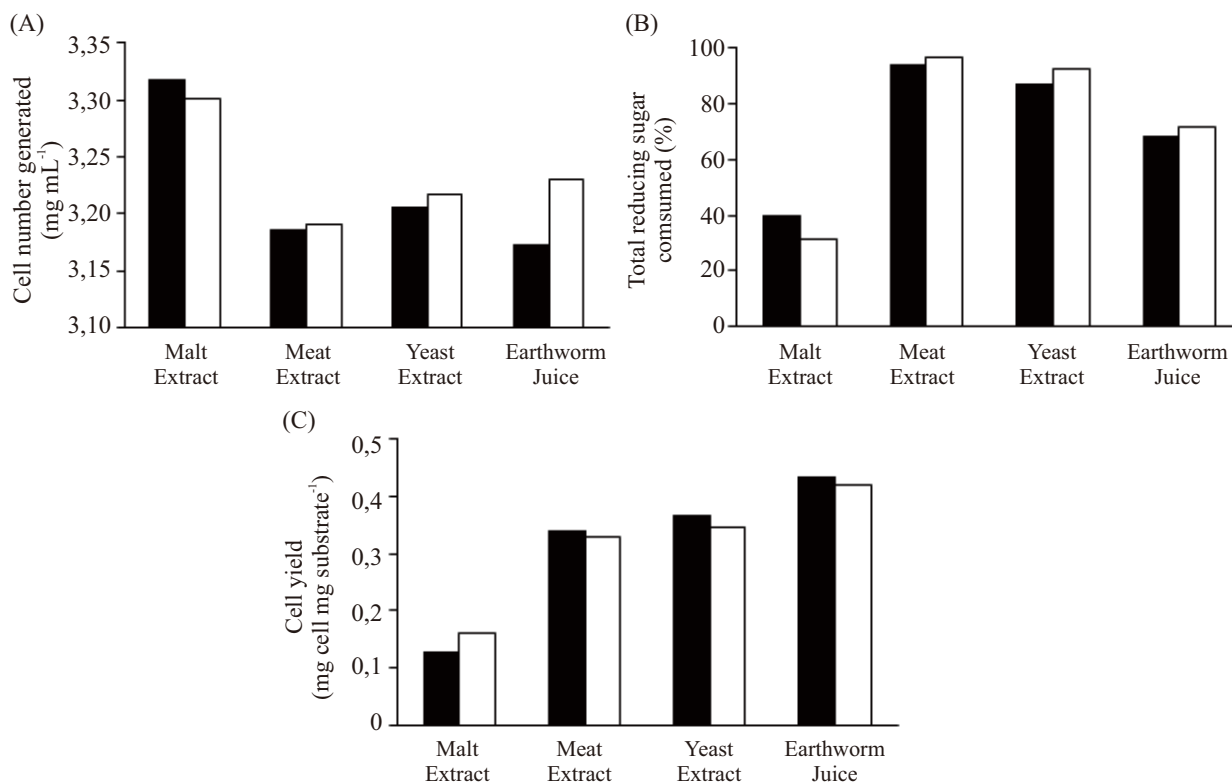 (A)
Cell number generated
(mg mL-1)
3,35
3,30
3,25
3,20
3,15
3,10
Malt
Extract
Meat
Extract
Yeast
Extract
Earthworm
Juice
(B)
Total reducing sugar
comsumed (%)
100
80
60
40
20
0
Malt
Extract
Meat
Extract
Yeast
Extract
Earthworm
Juice
(C)
Cell yield
(mg cell mg substrate-1)
0,5
0,4
0,3
0,2
0,1
0
Malt
Extract
Meat
Extract
Yeast
Extract
Earthworm
Juice